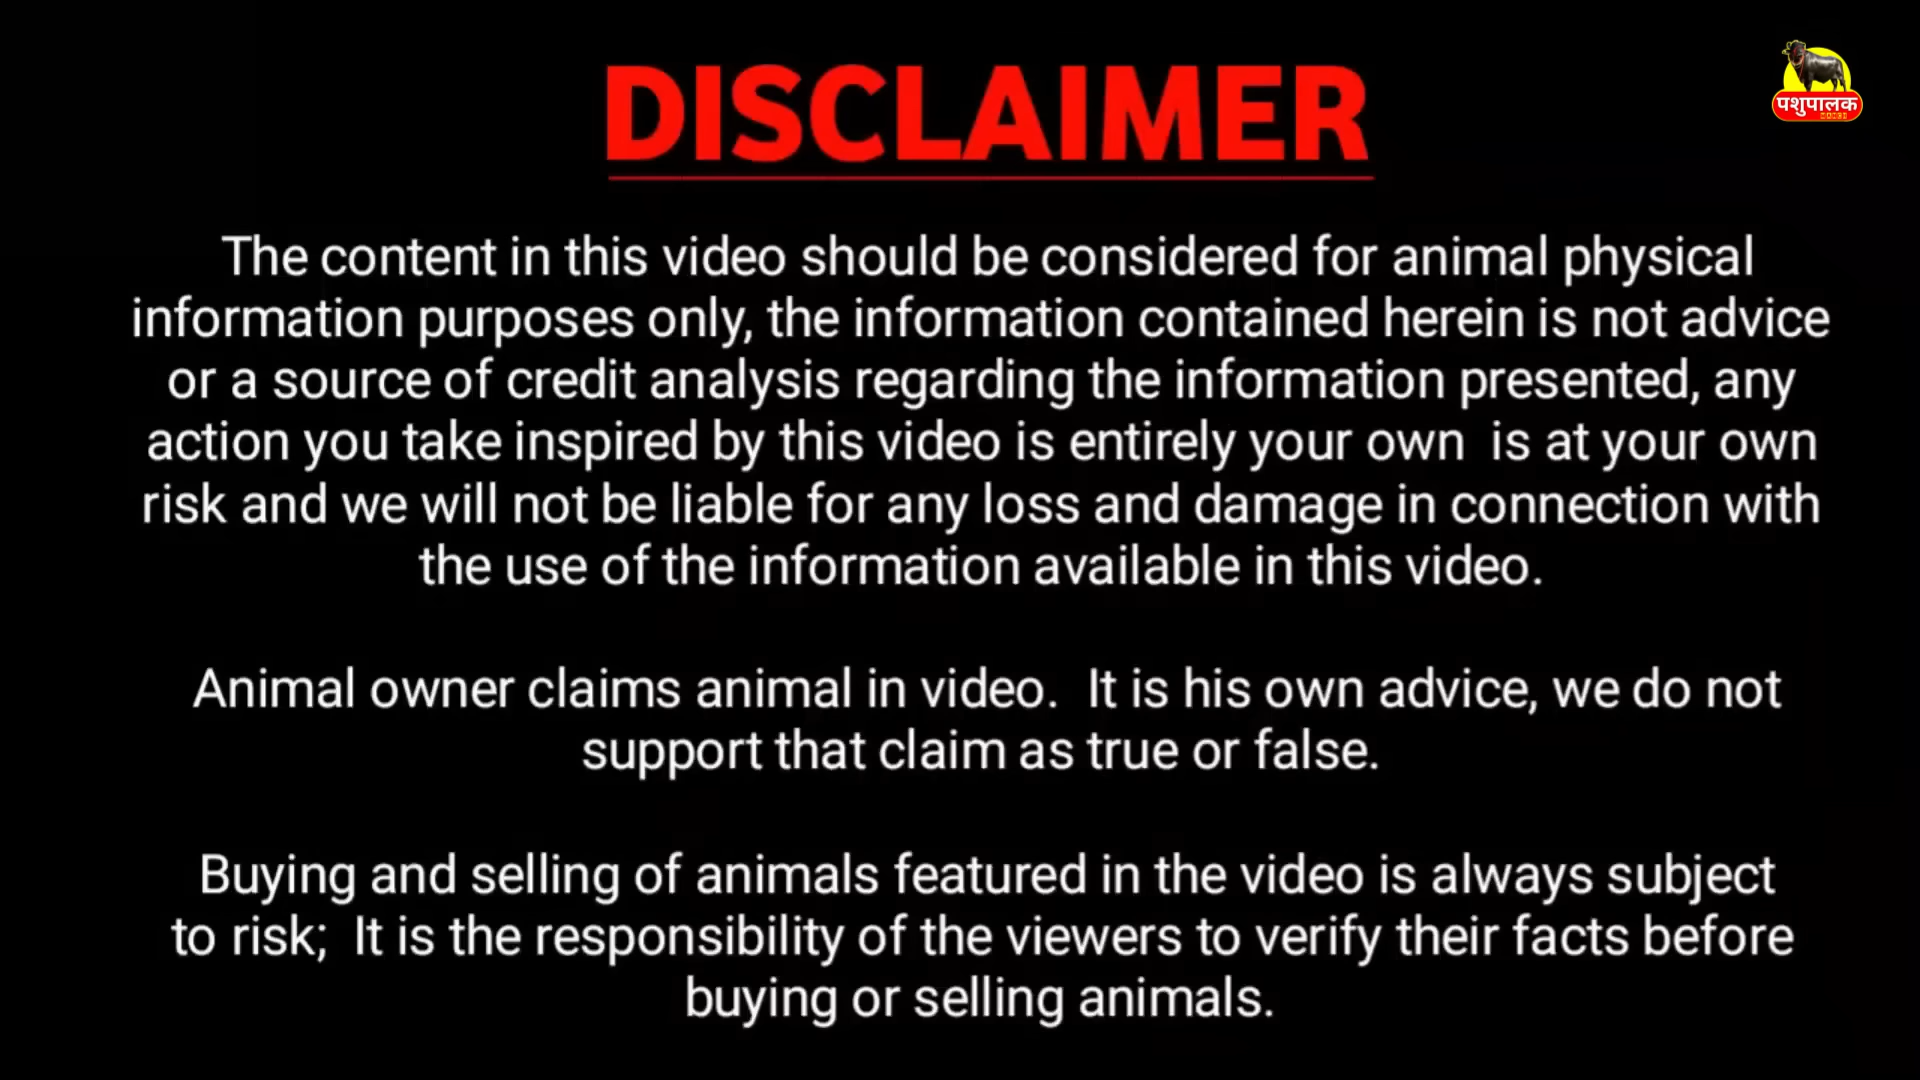 DISCLAIMER
पशुपालक
The content in this video should be considered for animal physical
information purposes only, the information contained herein is not advice
or a source of credit analysis regarding the information presented, any
action you take inspired by this video is entirely your own  is at your own
risk and we will not be liable for any loss and damage in connection with
the use of the information available in this video.
Animal owner claims animal in video.  It is his own advice, we do not
support that claim as true or false.
Buying and selling of animals featured in the video is always subject
to risk;  It is the responsibility of the viewers to verify their facts before
buying or selling animals.